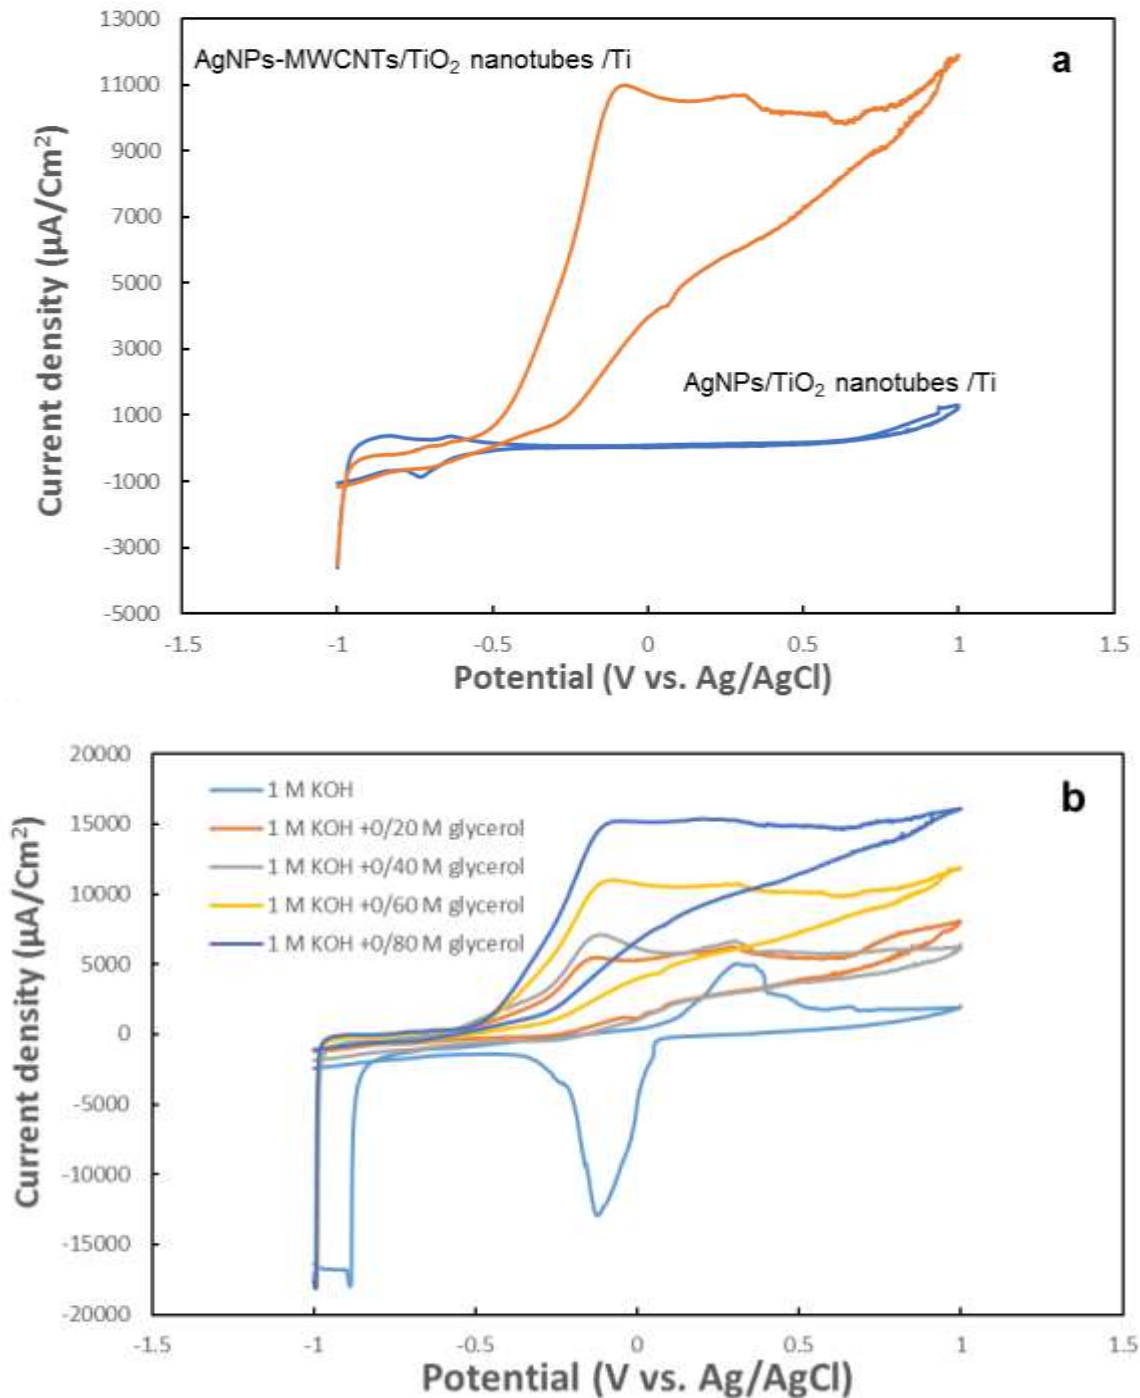 13000
AgNPs-MWCNTs/TiO₂ nanotubes /Ti
a
11000
9000
7000
5000
3000
AgNPs/TiO₂ nanotubes /Ti
1000
-1000
-3000
-5000
Current density (µA/Cm²)
-1.5 -1 -0.5 0 0.5 1 1.5
Potential (V vs. Ag/AgCl)
20000
1 M KOH
b
15000
1 M KOH +0/20 M glycerol
1 M KOH +0/40 M glycerol
10000
1 M KOH +0/60 M glycerol
1 M KOH +0/80 M glycerol
5000
0
-5000
-10000
-15000
-20000
Current density (µA/Cm²)
-1.5 -1 -0.5 0 0.5 1 1.5
Potential (V vs. Ag/AgCl)